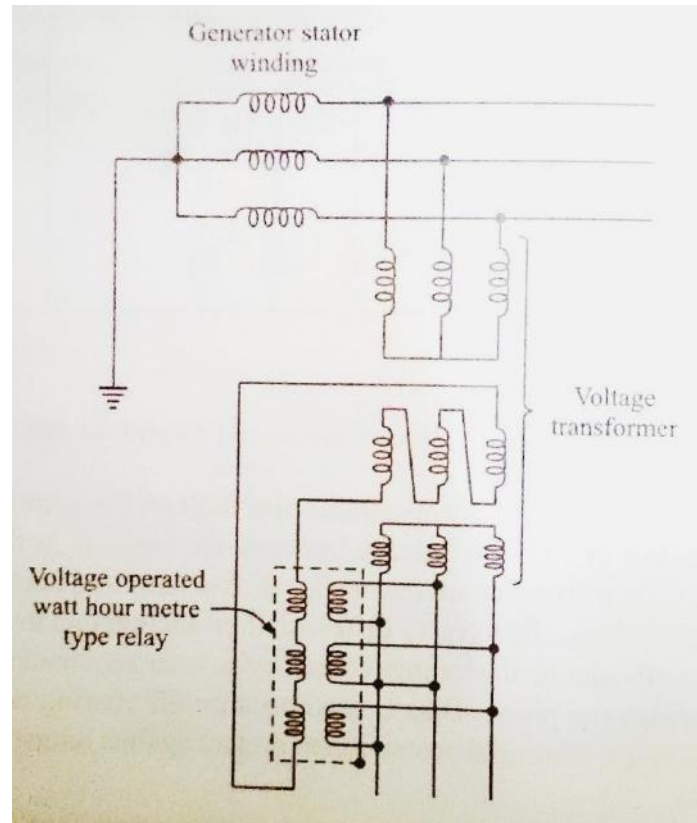 Generator stator
winding
Voltage
transformer
Voltage operated
watt hour metre
type relay